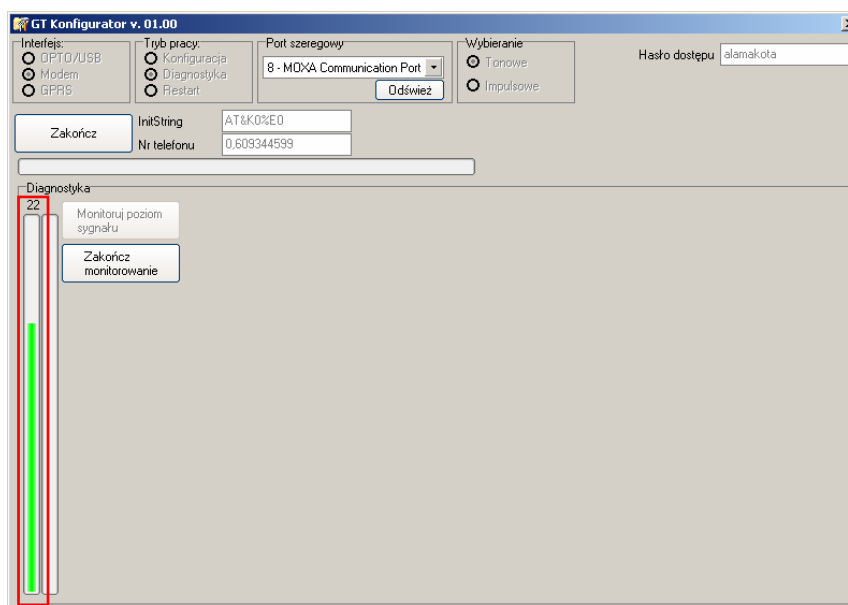 GT Konfigurator v. 01.00
Interfejs:
OPTO/USB
Modem
GPRS
Tryb pracy:
Konfiguracja
Diagnostyka
Restart
Port szeregowy
8 - MOXA Communication Port
Odśwież
Wybieranie
Tonowe
Impulsowe
Hasło dostępu
alamakota
Zakończ
InitString
AT&K0%E0
Nr telefonu
0,609344599
Diagnostyka
22
Monitoruj poziom
sygnału
Zakończ
monitorowanie